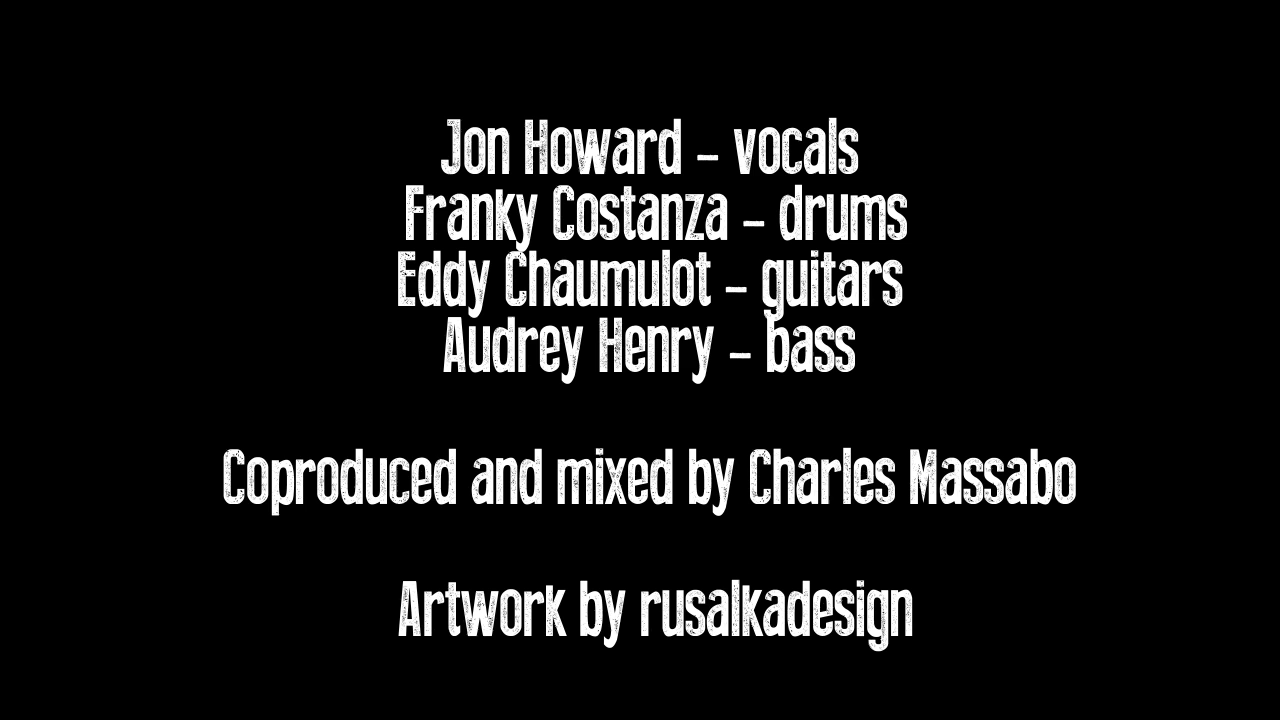 Jon Howard – vocals
Franky Costanza – drums
Eddy Chaumulot – guitars
Audrey Henry – bass
Coproduced and mixed by Charles Massabo
Artwork by rusalkadesign